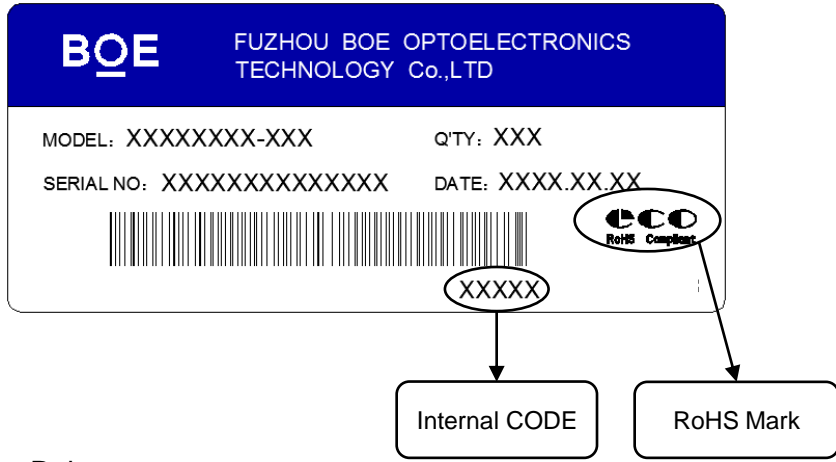 BOE
FUZHOU BOE OPTOELECTRONICS
TECHNOLOGY Co.,LTD
MODEL: XXXXXXXX-XXX Q'TY: XXX
SERIAL NO: XXXXXXXXXXXXXX DATE: XXXX.XX.XX
eco
RoHS Compliant
XXXXX
Internal CODE RoHS Mark